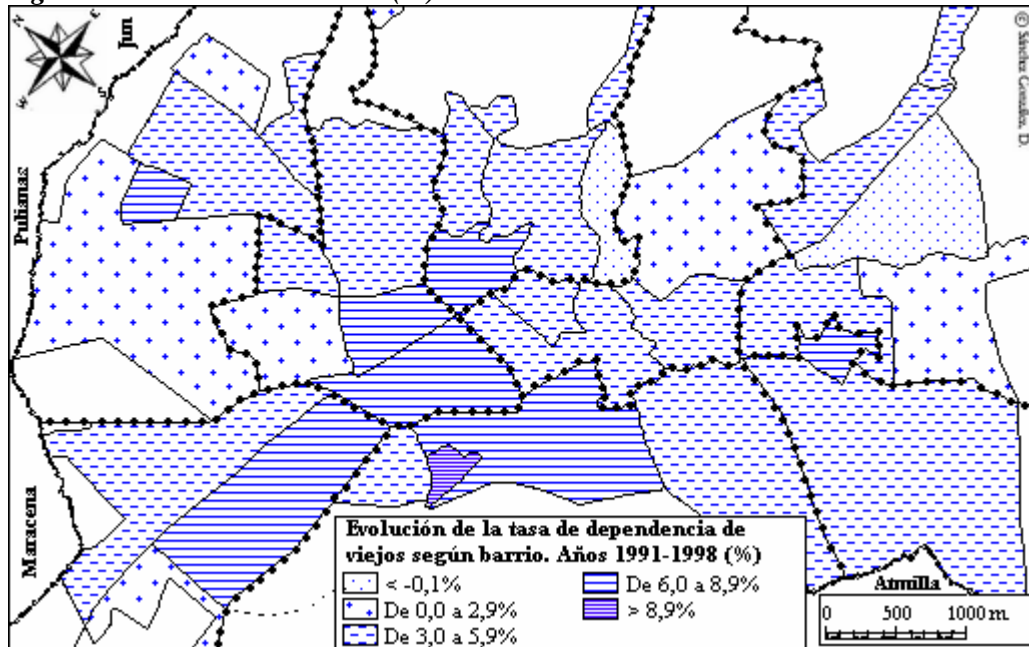 N
E
S
W
Jun
© Sánchez González, D.
Pulianas
Maracena
Evolución de la tasa de dependencia de
viejos según barrio. Años 1991-1998 (%)
< -0,1%
De 0,0 a 2,9%
De 3,0 a 5,9%
De 6,0 a 8,9%
> 8,9%
Armilla
0 500 1000 m.